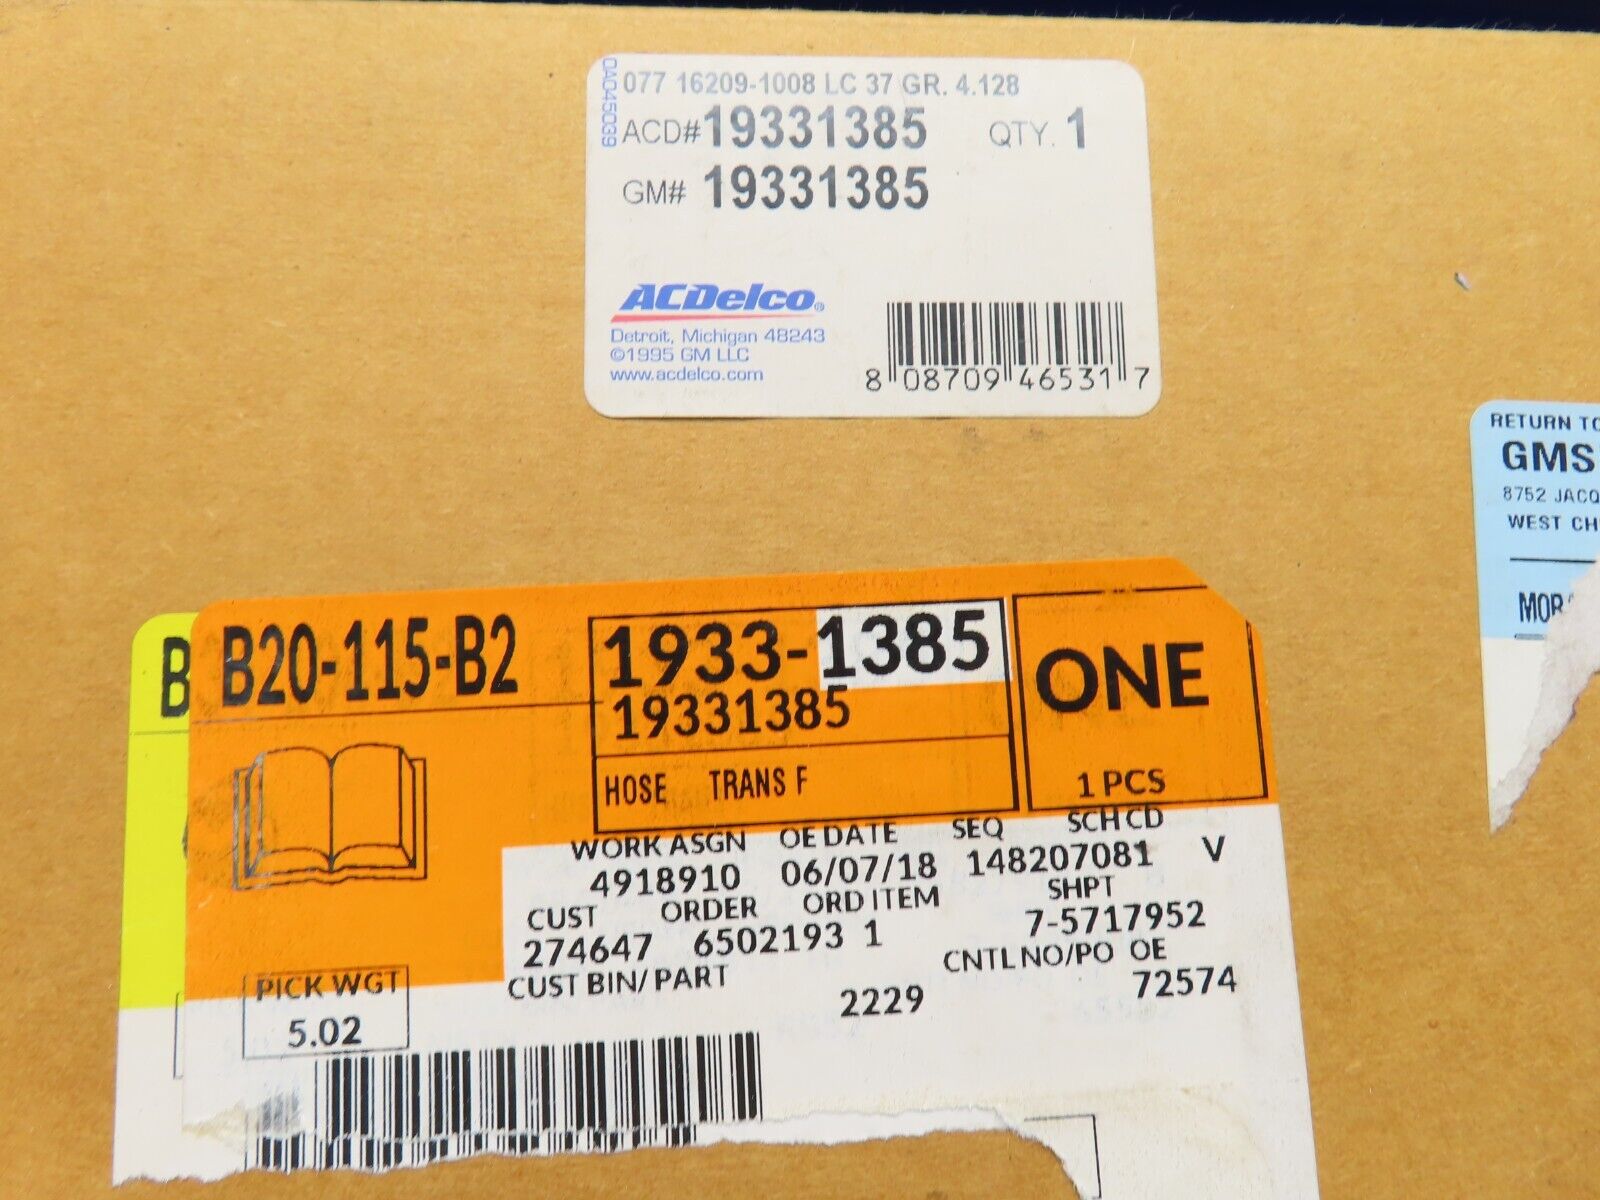 077 16209-1008 LC 37 GR. 4.128
0A045039
ACD# 19331385 QTY. 1
GM# 19331385
ACDelco®
Detroit, Michigan 48243
©1995 GM LLC
www.acdelco.com
8 08709 46531 7
RETURN TO
GMS
8752 JACQ
WEST CH
MOR
B
B20-115-B2
1933-1385
19331385
HOSE TRANS F
ONE
1 PCS
WORK ASGN OE DATE SEQ SCH CD
4918910 06/07/18 148207081 V
CUST ORDER ORD ITEM SHPT
274647 6502193 1 7-5717952
CUST BIN/ PART CNTL NO/PO OE
2229 72574
PICK WGT
5.02